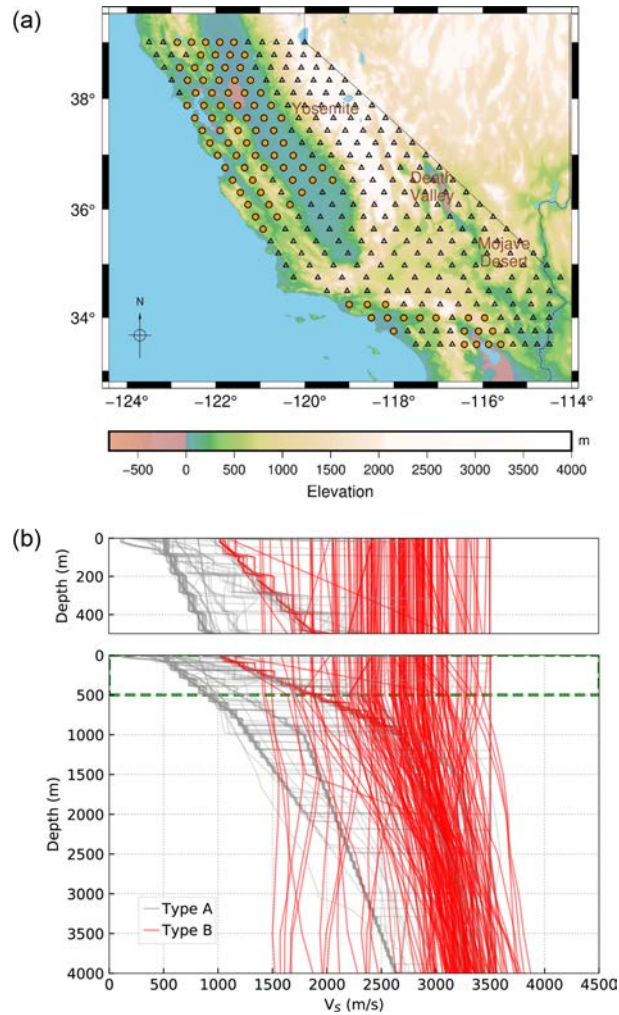 (a)
38°
36°
34°
Yosemite
Death
Valley
Mojave
Desert
N
−124° −122° −120° −118° −116° −114°
−500 0 500 1000 1500 2000 2500 3000 3500 4000 m
Elevation
(b)
Depth (m)
0
200
400
Depth (m)
0
500
1000
1500
2000
2500
3000
3500
4000
Type A
Type B
0 500 1000 1500 2000 2500 3000 3500 4000 4500
VS (m/s)